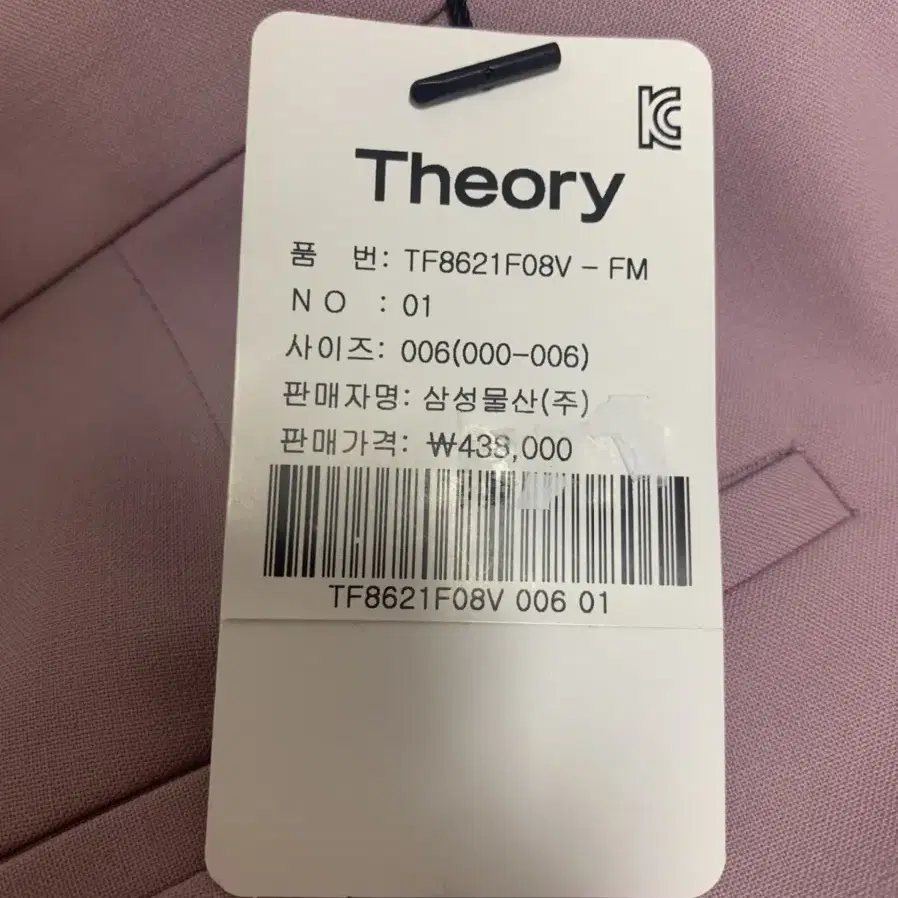 Theory
품 번: TF8621F08V - FM
NO : 01
사이즈: 006(000-006)
판매자명: 삼성물산(주)
판매가격: ₩438,000
TF8621F08V 006 01